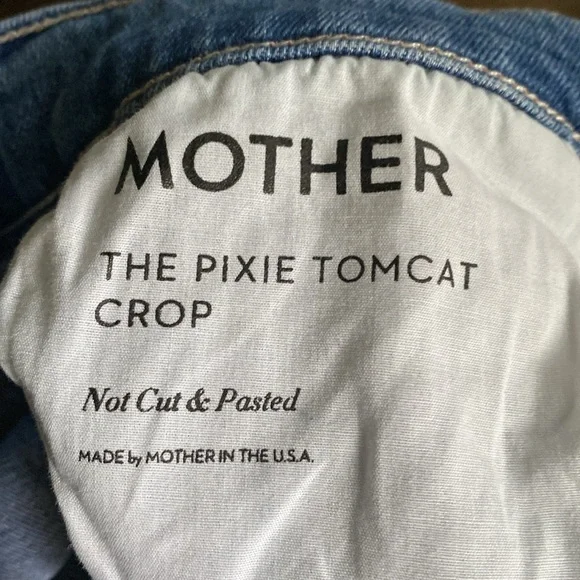 MOTHER
THE PIXIE TOMCAT
CROP
Not Cut & Pasted
MADE by MOTHER IN THE U.S.A.